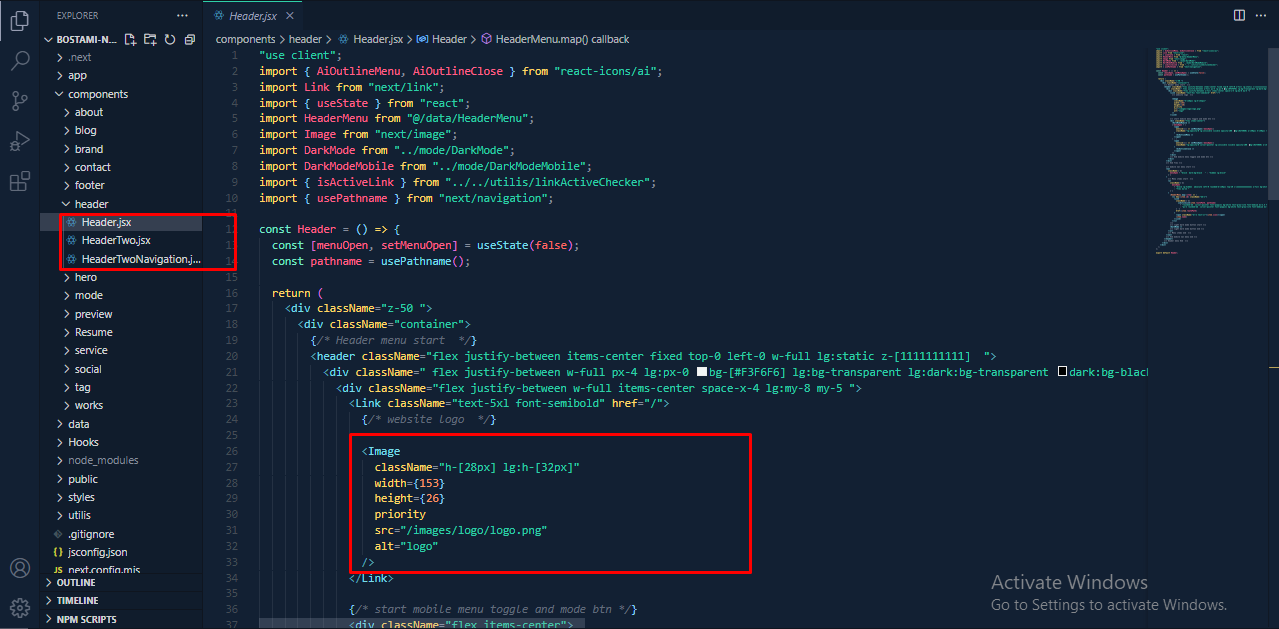 EXPLORER
BOSTAMI-N...
.next
app
components
about
blog
brand
contact
footer
header
Header.jsx
HeaderTwo.jsx
HeaderTwoNavigation.j...
hero
mode
preview
Resume
service
social
tag
works
data
Hooks
node_modules
public
styles
utilis
.gitignore
{} jsconfig.json
JS next.config.mjs
OUTLINE
TIMELINE
NPM SCRIPTS
Header.jsx
components > header > Header.jsx > Header > HeaderMenu.map() callback
1 "use client";
2 import { AiOutlineMenu, AiOutlineClose } from "react-icons/ai";
3 import Link from "next/link";
4 import { useState } from "react";
5 import HeaderMenu from "@/data/HeaderMenu";
6 import Image from "next/image";
7 import DarkMode from "../mode/DarkMode";
8 import DarkModeMobile from "../mode/DarkModeMobile";
9 import { isActiveLink } from "../../utilis/linkActiveChecker";
10 import { usePathname } from "next/navigation";
11
12 const Header = () => {
13 const [menuOpen, setMenuOpen] = useState(false);
14 const pathname = usePathname();
15
16 return (
17 <div className="z-50 ">
18 <div className="container">
19 {/* Header menu start */}
20 <header className="flex justify-between items-center fixed top-0 left-0 w-full lg:static z-[1111111111] ">
21 <div className=" flex justify-between w-full px-4 lg:px-0 bg-[#F3F6F6] lg:bg-transparent lg:dark:bg-transparent dark:bg-black
22 <div className="flex justify-between w-full items-center space-x-4 lg:my-8 my-5 ">
23 <Link className="text-5xl font-semibold" href="/">
24 {/* website logo */}
25
26 <Image
27 className="h-[28px] lg:h-[32px]"
28 width={153}
29 height={26}
30 priority
31 src="/images/logo/logo.png"
32 alt="logo"
33 />
34 </Link>
35
36 {/* start mobile menu toggle and mode btn */}
37 <div className="flex items-center">
Activate Windows
Go to Settings to activate Windows.